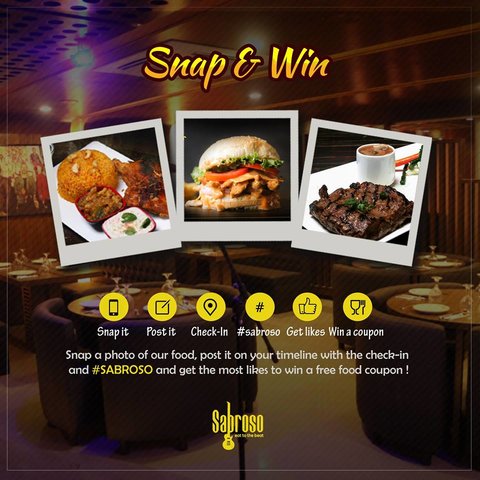 Snap & Win
Snap it Post it Check-In #sabroso Get likes Win a coupon
#
Snap a photo of our food, post it on your timeline with the check-in
and #SABROSO and get the most likes to win a free food coupon !
Sabroso
eat to the beat